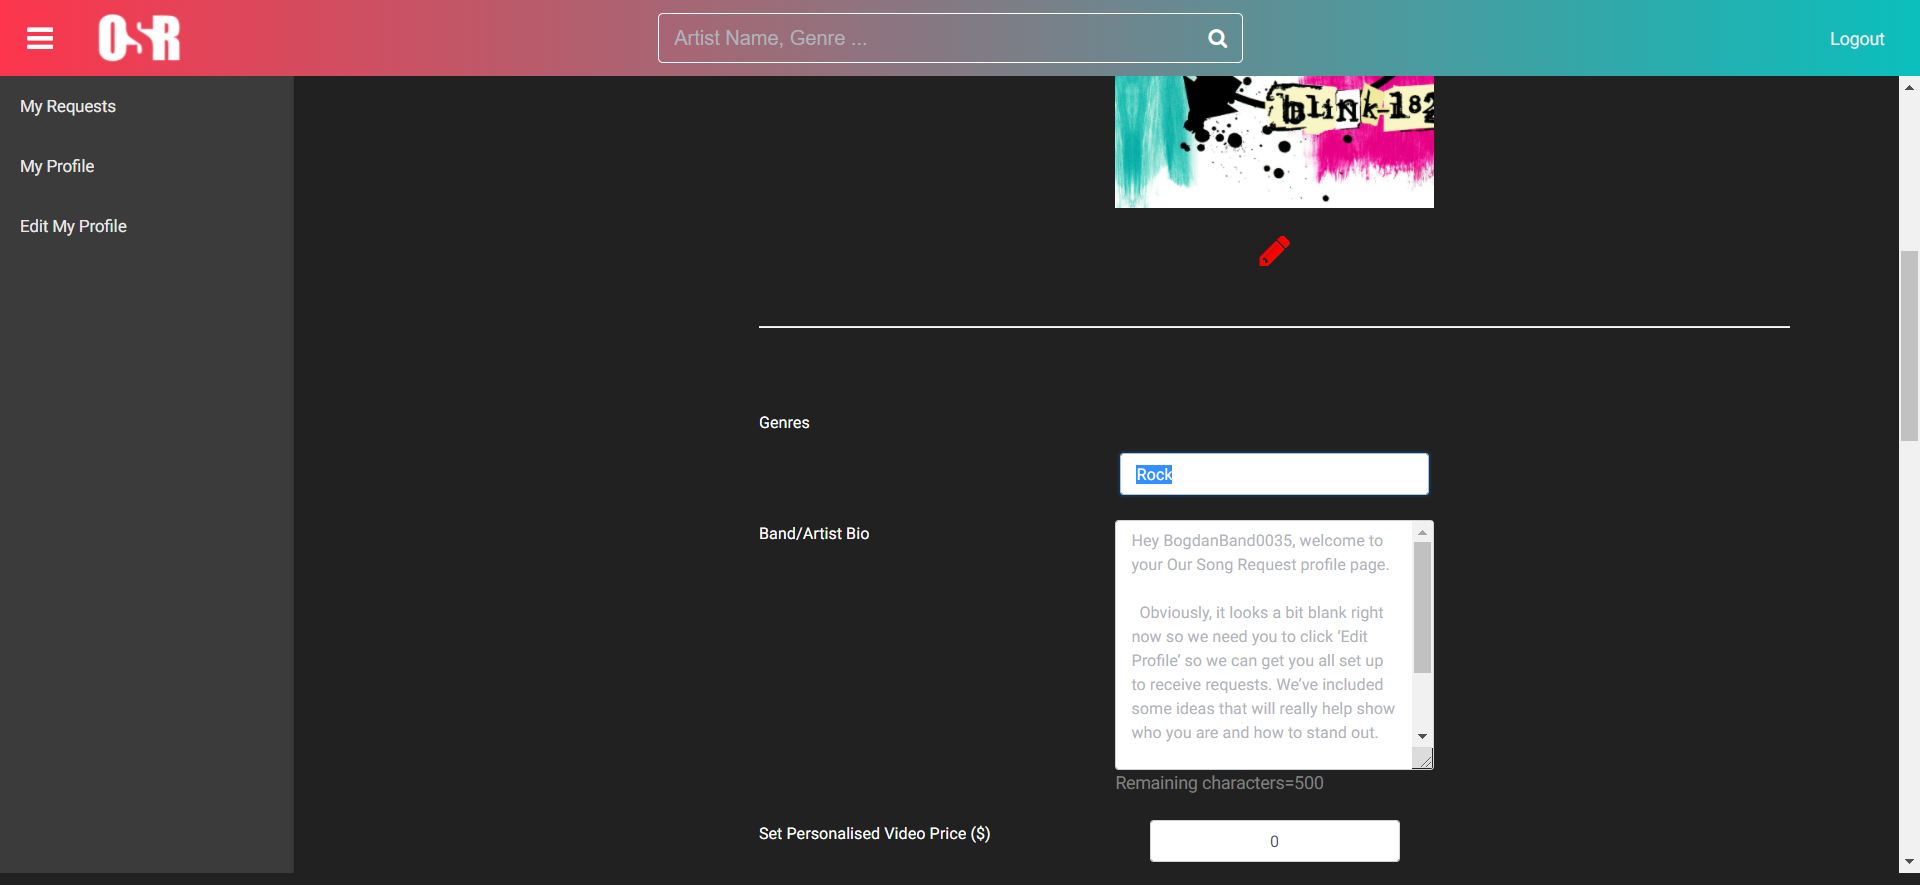 OSR
Artist Name, Genre ...
Logout
My Requests
My Profile
Edit My Profile
blink-182
Genres
Rock
Band/Artist Bio
Hey BogdanBand0035, welcome to
your Our Song Request profile page.
Obviously, it looks a bit blank right
now so we need you to click ‘Edit
Profile’ so we can get you all set up
to receive requests. We’ve included
some ideas that will really help show
who you are and how to stand out.
Remaining characters=500
Set Personalised Video Price ($)
0